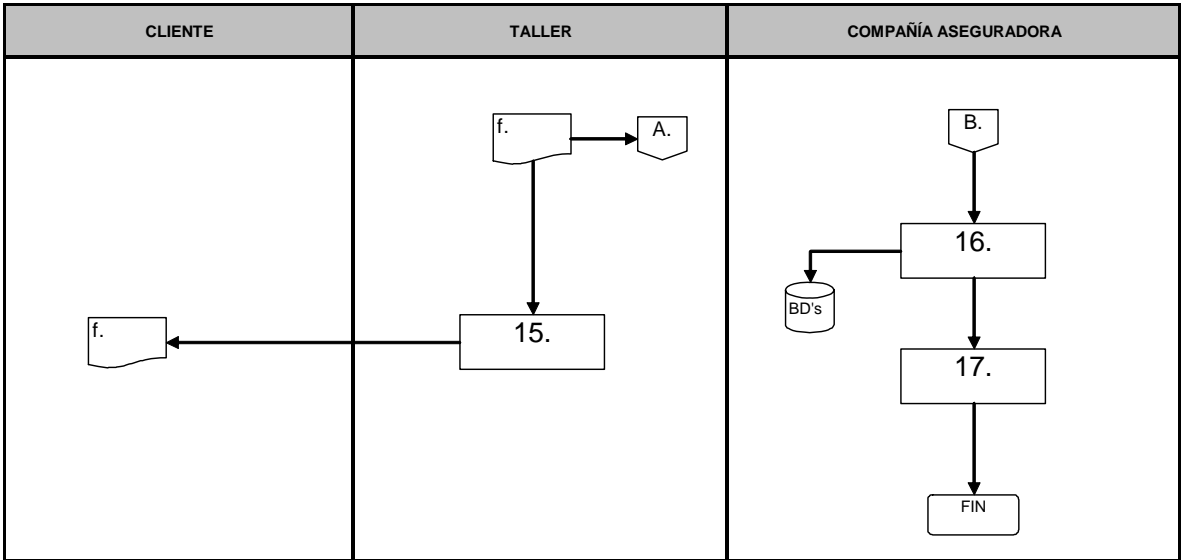 CLIENTE
TALLER
COMPAÑÍA ASEGURADORA
f.
A.
B.
16.
BD's
f.
15.
17.
FIN